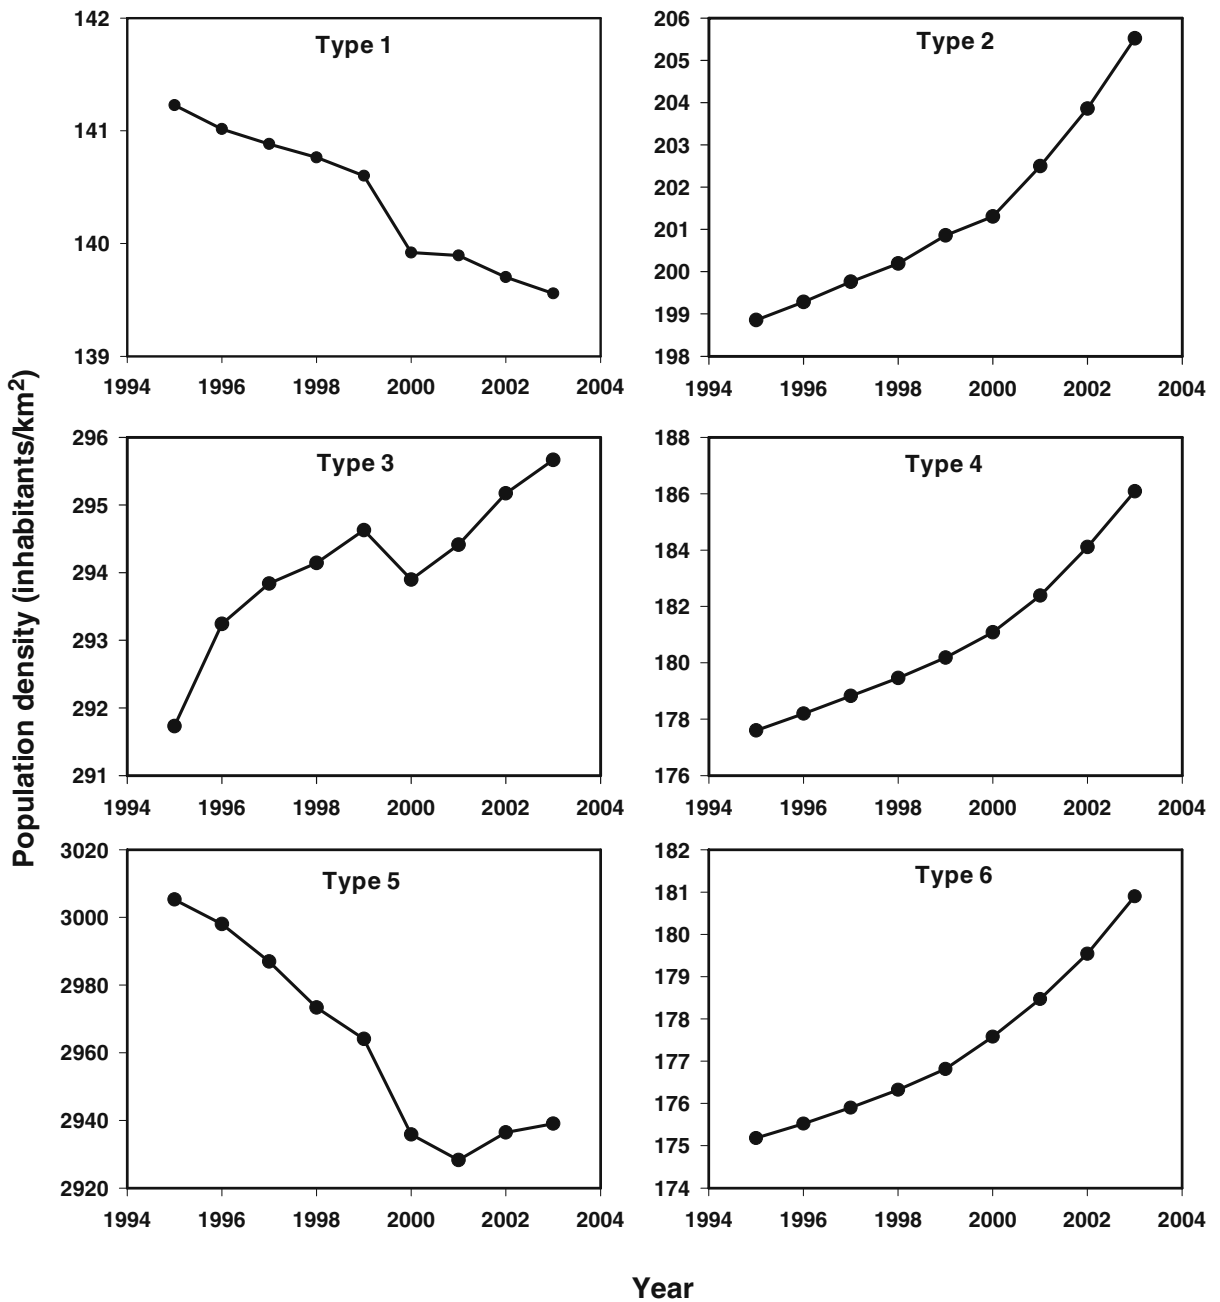 Population density (inhabitants/km²)
Type 1
142
141
140
139
1994 1996 1998 2000 2002 2004
Type 2
206
205
204
203
202
201
200
199
198
1994 1996 1998 2000 2002 2004
Type 3
296
295
294
293
292
291
1994 1996 1998 2000 2002 2004
Type 4
188
186
184
182
180
178
176
1994 1996 1998 2000 2002 2004
Type 5
3020
3000
2980
2960
2940
2920
1994 1996 1998 2000 2002 2004
Type 6
182
181
180
179
178
177
176
175
174
1994 1996 1998 2000 2002 2004
Year